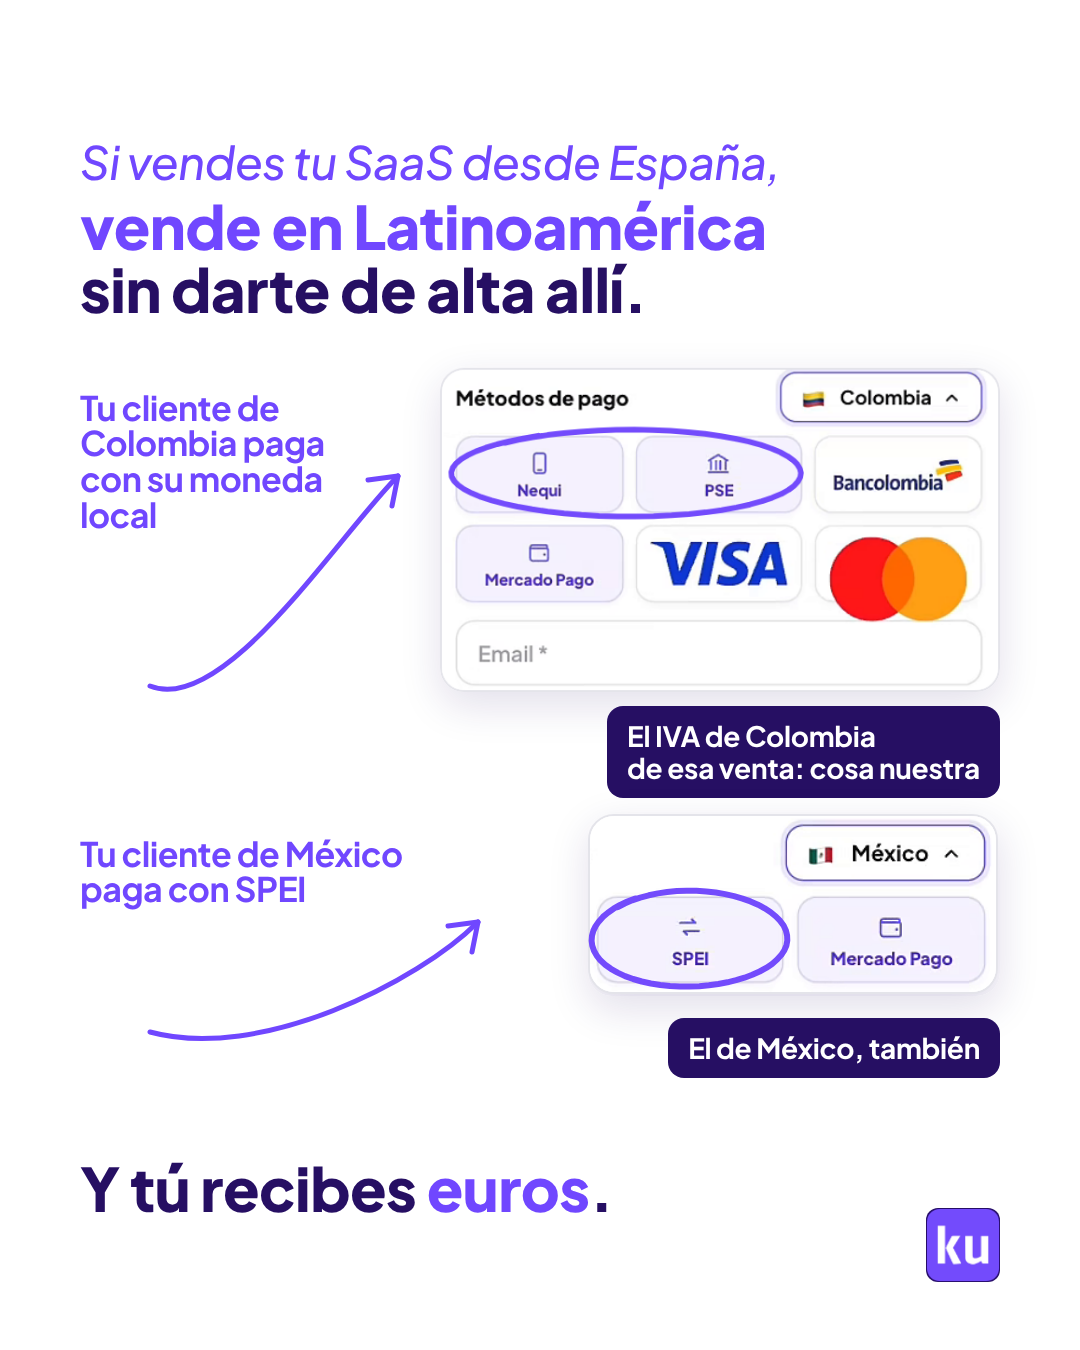 Si vendes tu SaaS desde España,
vende en Latinoamérica
sin darte de alta allí.
Tu cliente de
Colombia paga
con su moneda
local
Métodos de pago
Colombia
Nequi
PSE
Bancolombia
Mercado Pago
VISA
Email *
El IVA de Colombia
de esa venta: cosa nuestra
Tu cliente de México
paga con SPEI
México
SPEI
Mercado Pago
El de México, también
Y tú recibes euros.
ku